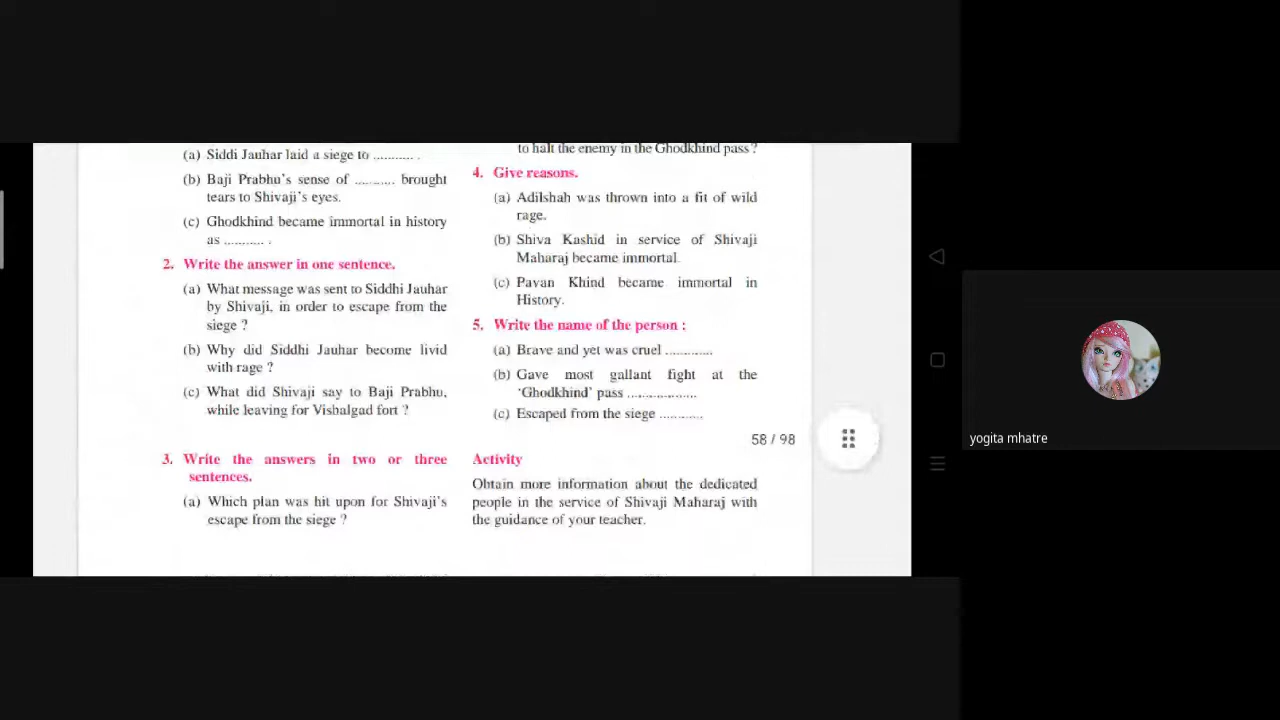 (a) Siddi Jauhar laid a siege to .......... .
(b) Baji Prabhu's sense of .......... brought
tears to Shivaji's eyes.
(c) Ghodkhind became immortal in history
as .......... .
2. Write the answer in one sentence.
(a) What message was sent to Siddhi Jauhar
by Shivaji, in order to escape from the
siege ?
(b) Why did Siddhi Jauhar become livid
with rage ?
(c) What did Shivaji say to Baji Prabhu,
while leaving for Vishalgad fort ?
3. Write the answers in two or three
sentences.
(a) Which plan was hit upon for Shivaji's
escape from the siege ?
to halt the enemy in the Ghodkhind pass ?
4. Give reasons.
(a) Adilshah was thrown into a fit of wild
rage.
(b) Shiva Kashid in service of Shivaji
Maharaj became immortal.
(c) Pavan Khind became immortal in
History.
5. Write the name of the person :
(a) Brave and yet was cruel ............
(b) Gave most gallant fight at the
'Ghodkhind' pass .................
(c) Escaped from the siege ...........
58 / 98
Activity
Obtain more information about the dedicated
people in the service of Shivaji Maharaj with
the guidance of your teacher.
yogita mhatre